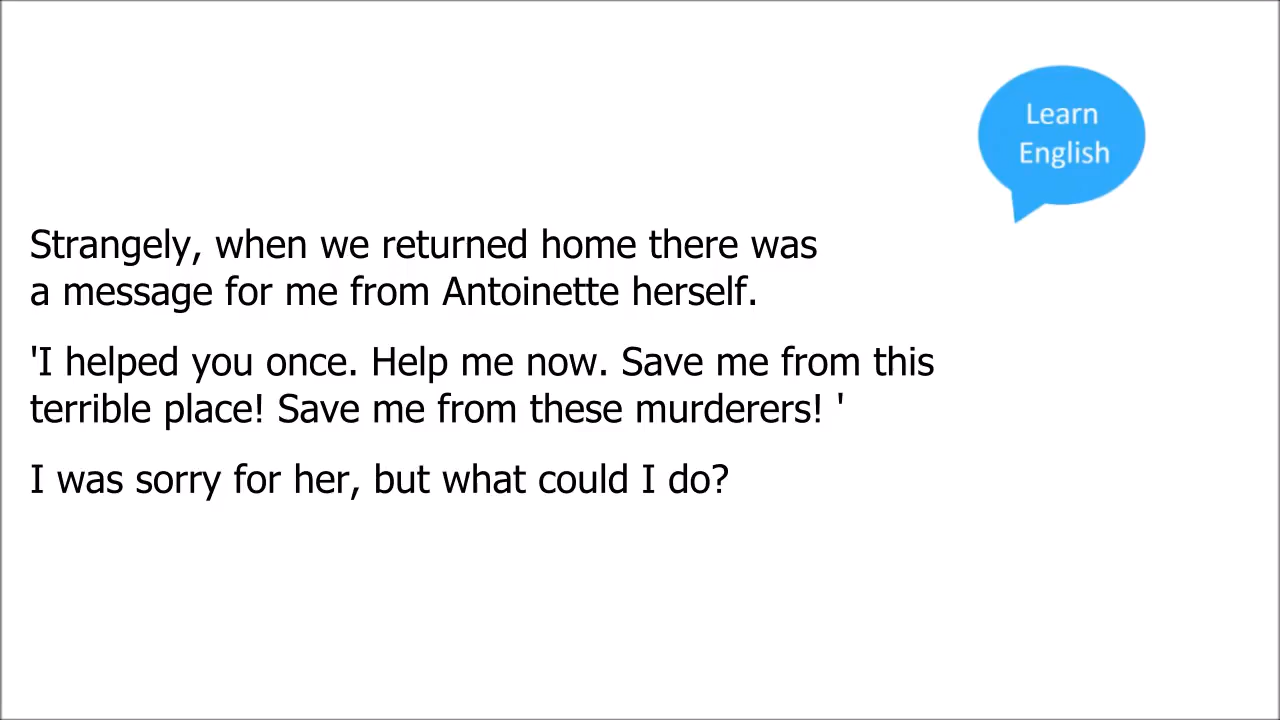 Learn
English
Strangely, when we returned home there was
a message for me from Antoinette herself.
'I helped you once. Help me now. Save me from this
terrible place! Save me from these murderers! '
I was sorry for her, but what could I do?